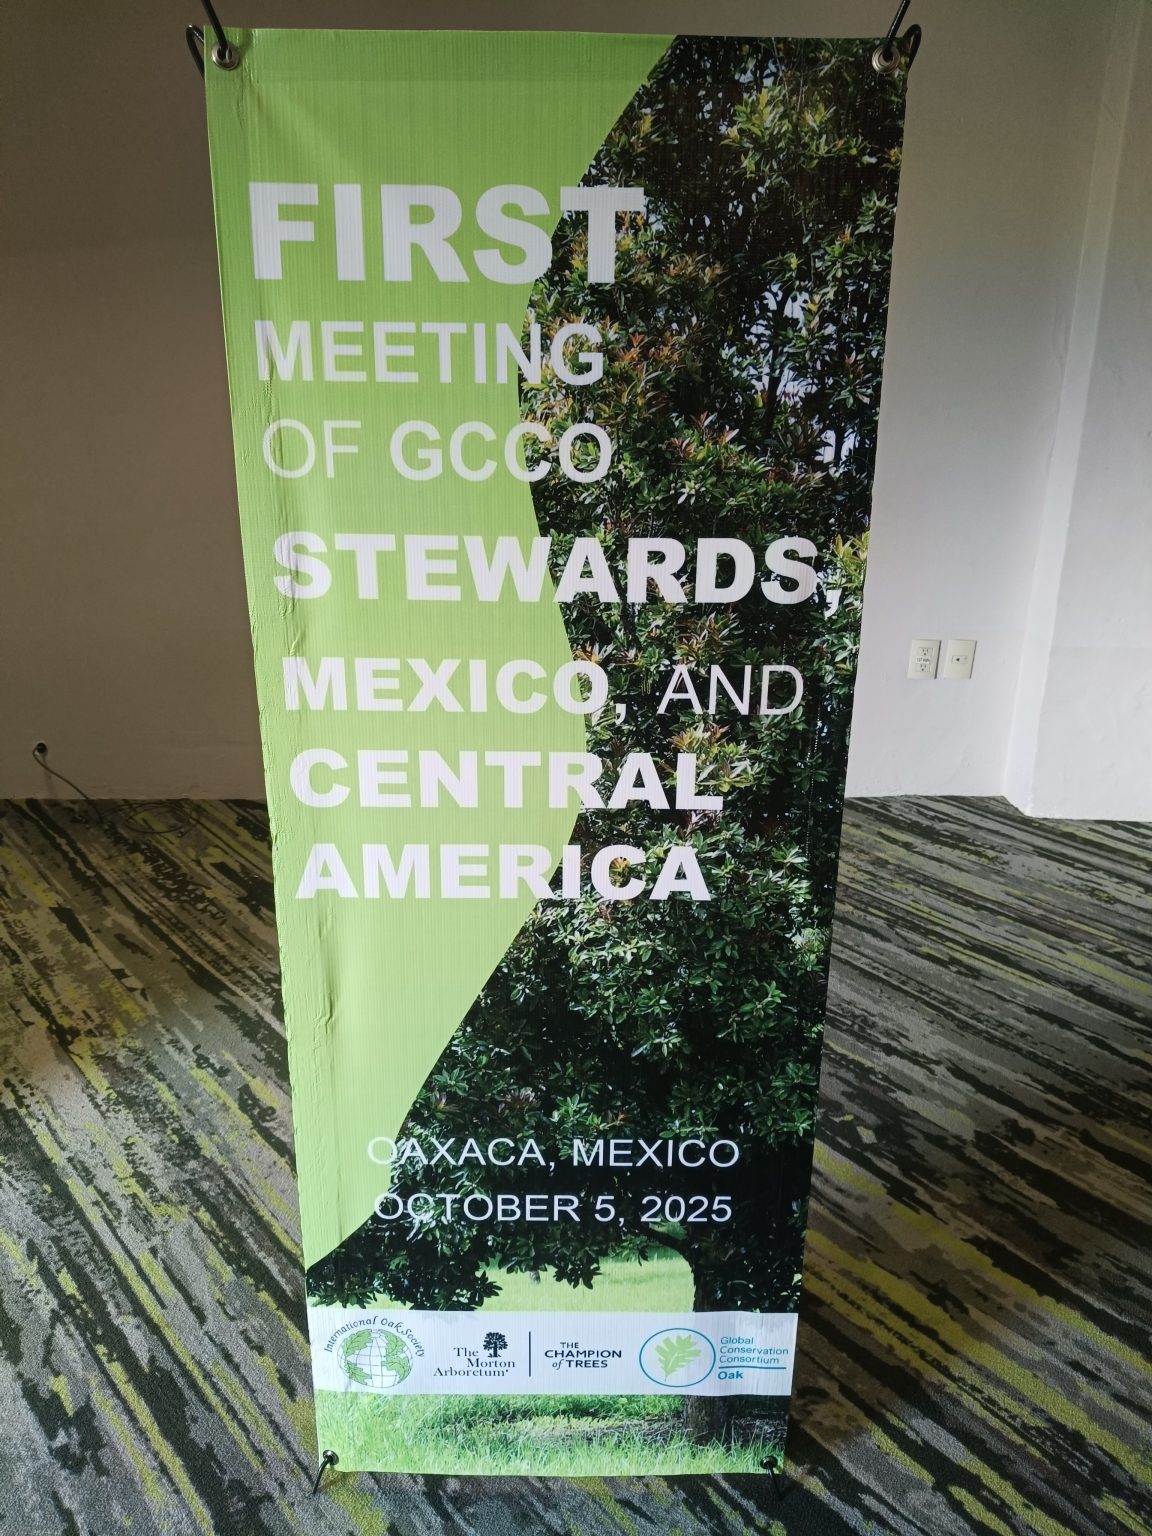 FIRST
MEETING
OF GCCO
STEWARDS,
MEXICO, AND
CENTRAL
AMERICA
OAXACA, MEXICO
OCTOBER 5, 2025
International Oak Society
The
Morton
Arboretum
THE
CHAMPION
of TREES
Global
Conservation
Consortium
Oak